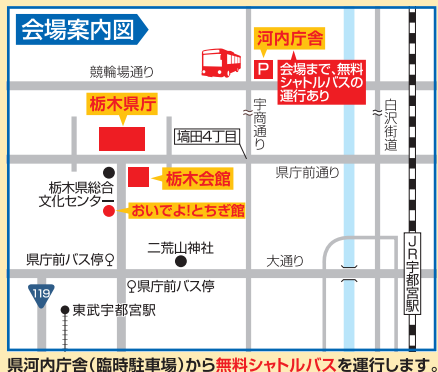 会場案内図
河内庁舎
P
会場まで、無料
シャトルバスの
運行あり
競輪場通り
栃木県庁
宇商通り
白沢街道
塙田4丁目
県庁前通り
栃木会館
栃木県総合
文化センター
おいでよ!とちぎ館
二荒山神社
大通り
県庁前バス停
県庁前バス停
119
東武宇都宮駅
JR宇都宮駅
県河内庁舎(臨時駐車場)から無料シャトルバスを運行します。